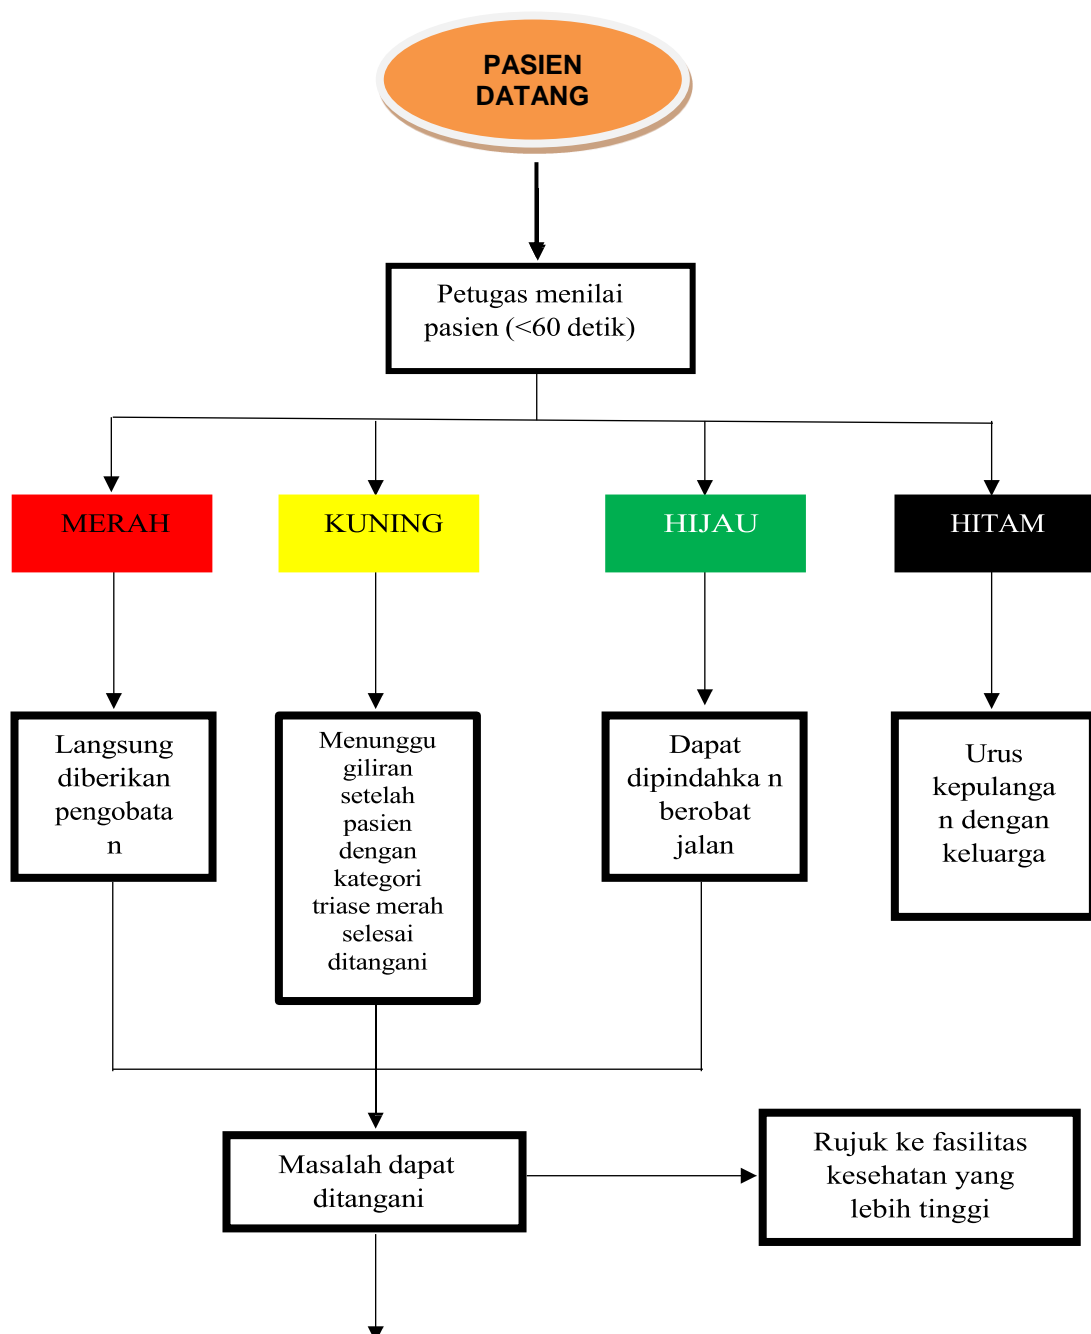 PASIEN
DATANG
Petugas menilai
pasien (<60 detik)
MERAH
KUNING
HIJAU
HITAM
Langsung
diberikan
pengobata
n
Menunggu
giliran
setelah
pasien
dengan
kategori
triase merah
selesai
ditangani
Dapat
dipindahka n
berobat
jalan
Urus
kepulanga
n dengan
keluarga
Masalah dapat
ditangani
Rujuk ke fasilitas
kesehatan yang
lebih tinggi